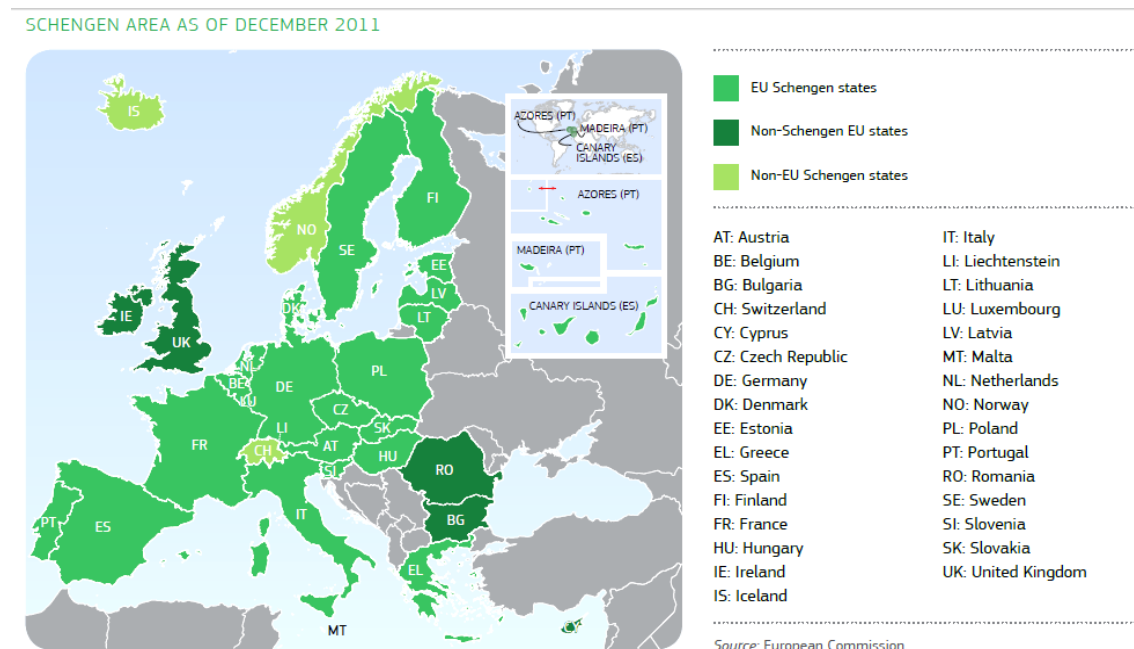 SCHENGEN AREA AS OF DECEMBER 2011
IS
NO
SE
FI
EE
LV
LT
DK
IE
UK
NL
BE
LU
DE
PL
CZ
SK
LI
AT
HU
FR
CH
SI
RO
IT
BG
PT
ES
EL
MT
AZORES (PT)
MADEIRA (PT)
CANARY
ISLANDS (ES)
AZORES (PT)
MADEIRA (PT)
CANARY ISLANDS (ES)
EU Schengen states
Non-Schengen EU states
Non-EU Schengen states
AT: Austria
BE: Belgium
BG: Bulgaria
CH: Switzerland
CY: Cyprus
CZ: Czech Republic
DE: Germany
DK: Denmark
EE: Estonia
EL: Greece
ES: Spain
FI: Finland
FR: France
HU: Hungary
IE: Ireland
IS: Iceland
IT: Italy
LI: Liechtenstein
LT: Lithuania
LU: Luxembourg
LV: Latvia
MT: Malta
NL: Netherlands
NO: Norway
PL: Poland
PT: Portugal
RO: Romania
SE: Sweden
SI: Slovenia
SK: Slovakia
UK: United Kingdom
Source: European Commission